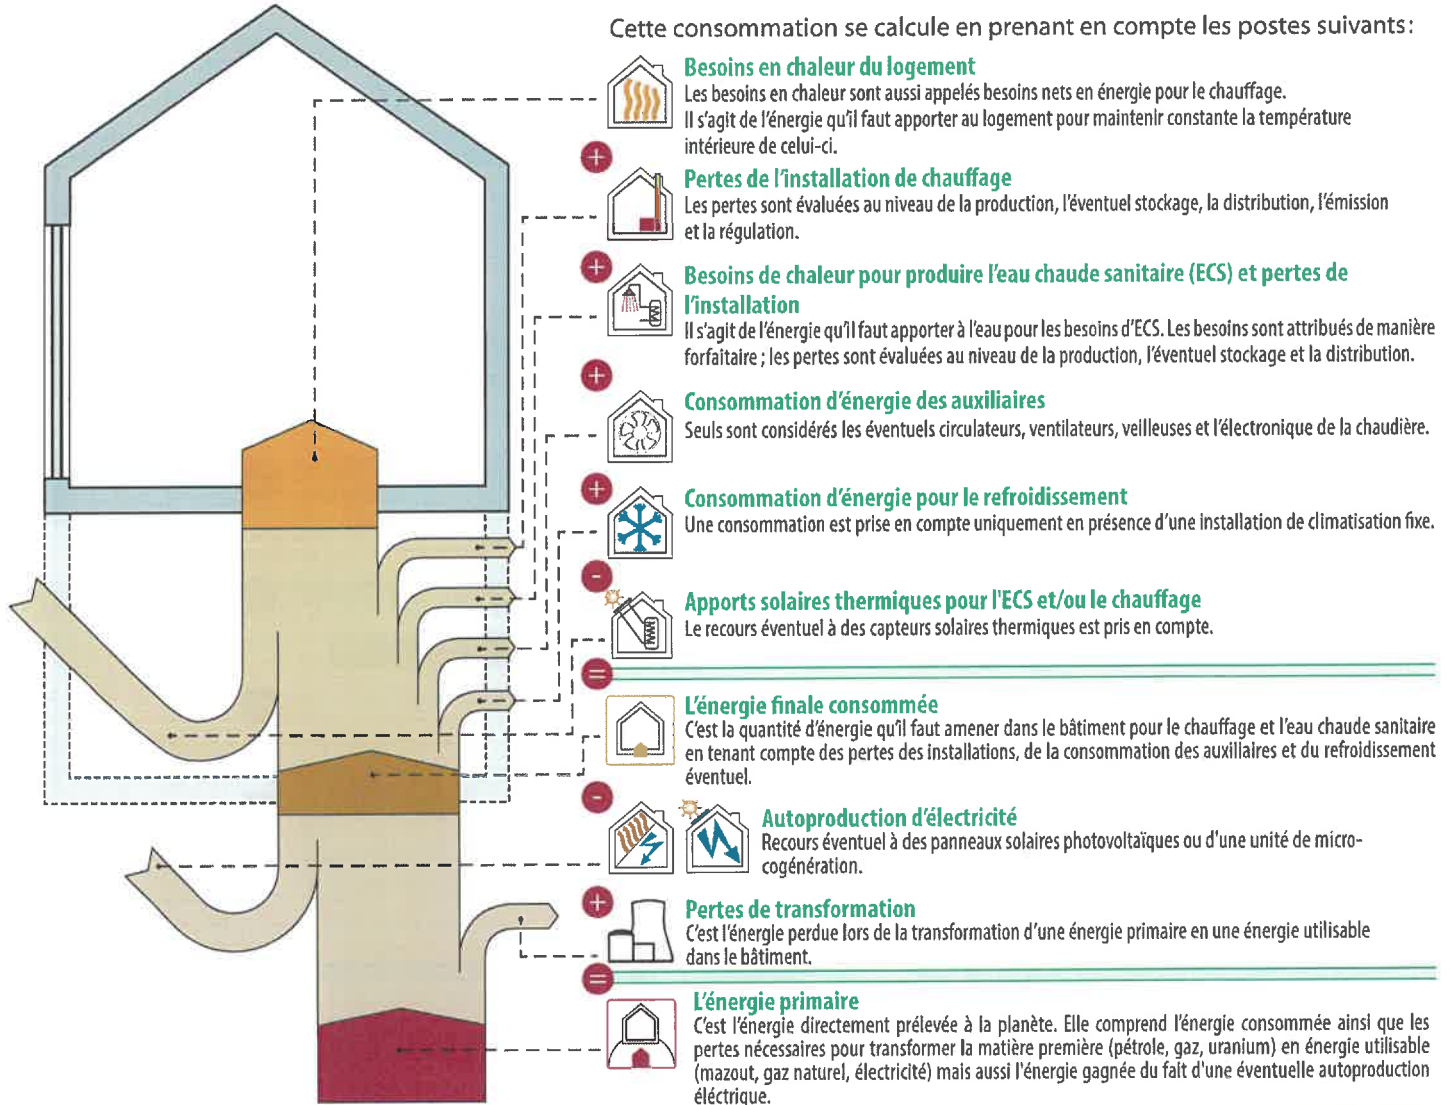 Cette consommation se calcule en prenant en compte les postes suivants :
Besoins en chaleur du logement
Les besoins en chaleur sont aussi appelés besoins nets en énergie pour le chauffage.
Il s'agit de l'énergie qu'il faut apporter au logement pour maintenir constante la température
intérieure de celui-ci.
+
Pertes de l'installation de chauffage
Les pertes sont évaluées au niveau de la production, l'éventuel stockage, la distribution, l'émission
et la régulation.
+
Besoins de chaleur pour produire l'eau chaude sanitaire (ECS) et pertes de
l'installation
Il s'agit de l'énergie qu'il faut apporter à l'eau pour les besoins d'ECS. Les besoins sont attribués de manière
forfaitaire ; les pertes sont évaluées au niveau de la production, l'éventuel stockage et la distribution.
+
Consommation d'énergie des auxiliaires
Seuls sont considérés les éventuels circulateurs, ventilateurs, veilleuses et l'électronique de la chaudière.
+
Consommation d'énergie pour le refroidissement
Une consommation est prise en compte uniquement en présence d'une installation de climatisation fixe.
-
Apports solaires thermiques pour l'ECS et/ou le chauffage
Le recours éventuel à des capteurs solaires thermiques est pris en compte.
=
L'énergie finale consommée
C'est la quantité d'énergie qu'il faut amener dans le bâtiment pour le chauffage et l'eau chaude sanitaire
en tenant compte des pertes des installations, de la consommation des auxiliaires et du refroidissement
éventuel.
-
Autoproduction d'électricité
Recours éventuel à des panneaux solaires photovoltaïques ou d'une unité de micro-
cogénération.
+
Pertes de transformation
C'est l'énergie perdue lors de la transformation d'une énergie primaire en une énergie utilisable
dans le bâtiment.
=
L'énergie primaire
C'est l'énergie directement prélevée à la planète. Elle comprend l'énergie consommée ainsi que les
pertes nécessaires pour transformer la matière première (pétrole, gaz, uranium) en énergie utilisable
(mazout, gaz naturel, électricité) mais aussi l'énergie gagnée du fait d'une éventuelle autoproduction
éléctrique.